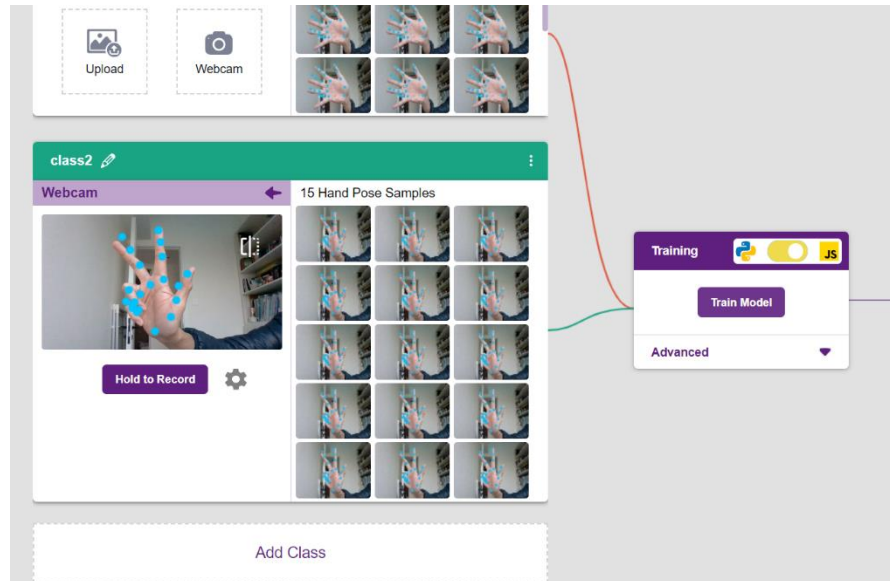 Upload
Webcam
class2
Webcam
15 Hand Pose Samples
Hold to Record
Training
JS
Train Model
Advanced
Add Class